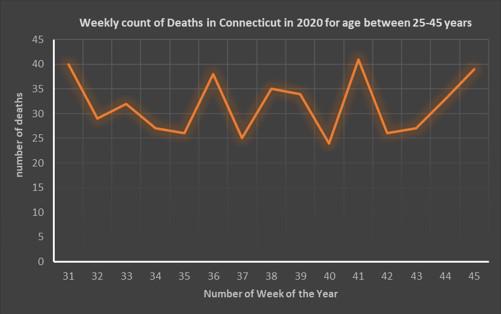 Weekly count of Deaths in Connecticut in 2020 for age between 25-45 years
45
40
35
30
25
20
15
10
5
0
number of deaths
31 32 33 34 35 36 37 38 39 40 41 42 43 44 45
Number of Week of the Year